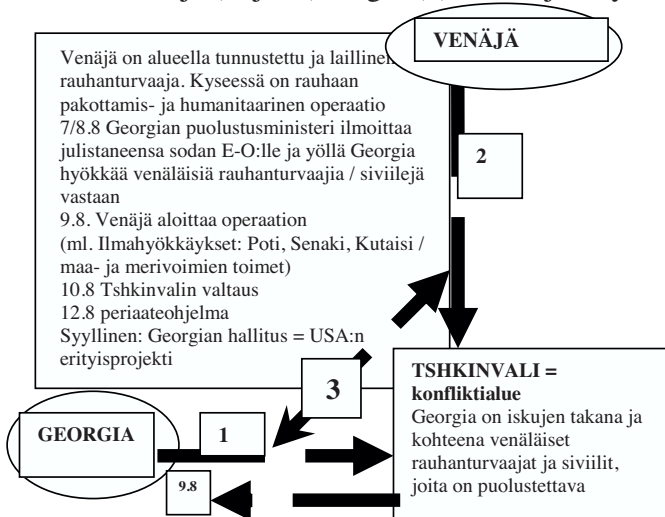 VENÄJÄ
Venäjä on alueella tunnustettu ja laillinen
rauhanturvaaja. Kyseessä on rauhaan
pakottamis- ja humanitaarinen operaatio
7/8.8 Georgian puolustusministeri ilmoittaa
julistaneensa sodan E-O:lle ja yöllä Georgia
hyökkää venäläisiä rauhanturvaajia / siviilejä
vastaan
9.8. Venäjä aloittaa operaation
(ml. Ilmahyökkäykset: Poti, Senaki, Kutaisi /
maa- ja merivoimien toimet)
10.8 Tshkinvalin valtaus
12.8 periaateohjelma
Syyllinen: Georgian hallitus = USA:n
erityisprojekti
2
3
TSHKINVALI =
konfliktialue
Georgia on iskujen takana ja
kohteena venäläiset
rauhanturvaajat ja siviilit,
joita on puolustettava
GEORGIA
1
9.8